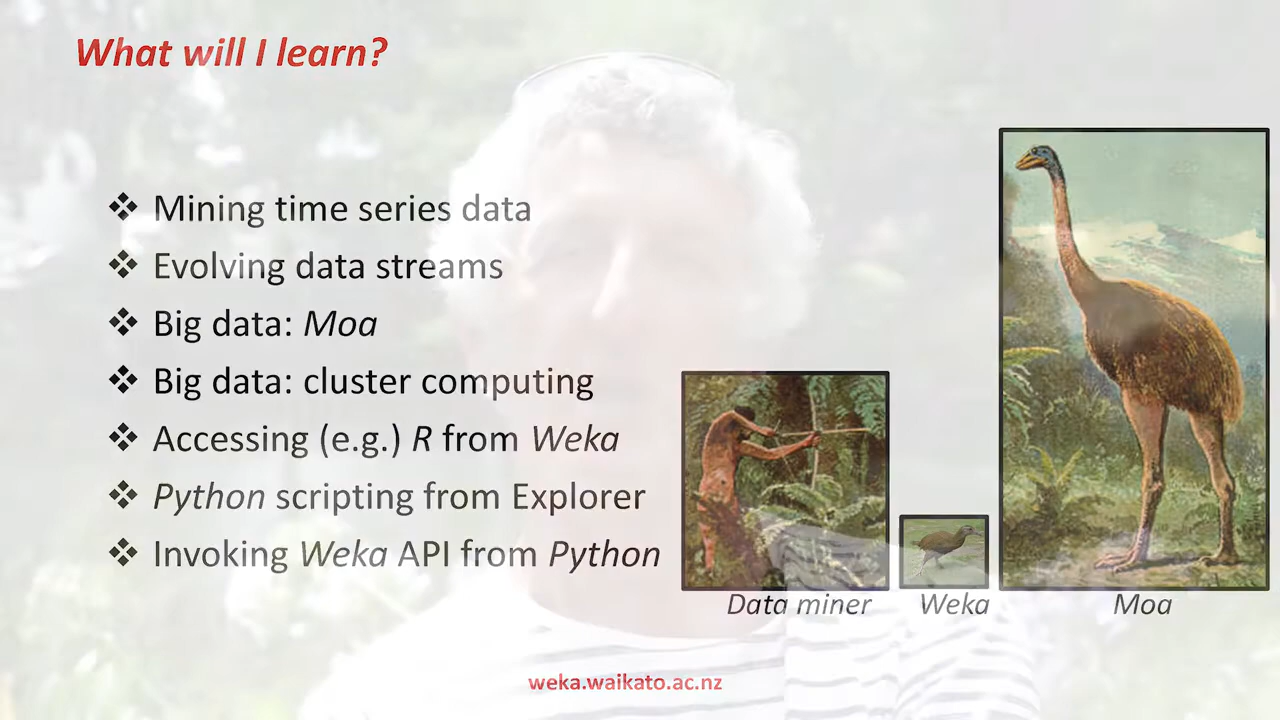 What will I learn?
❖ Mining time series data
❖ Evolving data streams
❖ Big data: Moa
❖ Big data: cluster computing
❖ Accessing (e.g.) R from Weka
❖ Python scripting from Explorer
❖ Invoking Weka API from Python
Data miner
Weka
Moa
weka.waikato.ac.nz